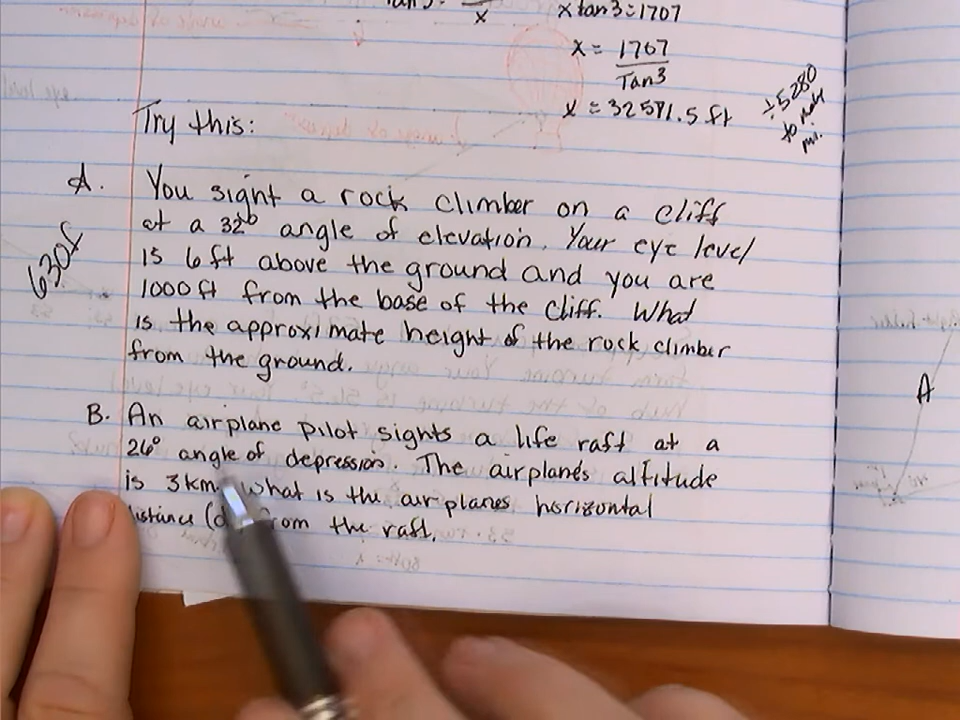 x
x tan3=1707
x = 1707
Tan3
x = 32571.5 ft
÷5280
to
mi.
Try this:
A. You sight a rock climber on a cliff
at a 32° angle of elevation. Your eye level
is 6 ft above the ground and you are
1000 ft from the base of the cliff. What
is the approximate height of the rock climber
from the ground.
630f
B. An airplane pilot sights a life raft at a
26° angle of depression. The airplanes altitude
is 3 km. What is the airplanes horizontal
distance (d) from the raft.
A